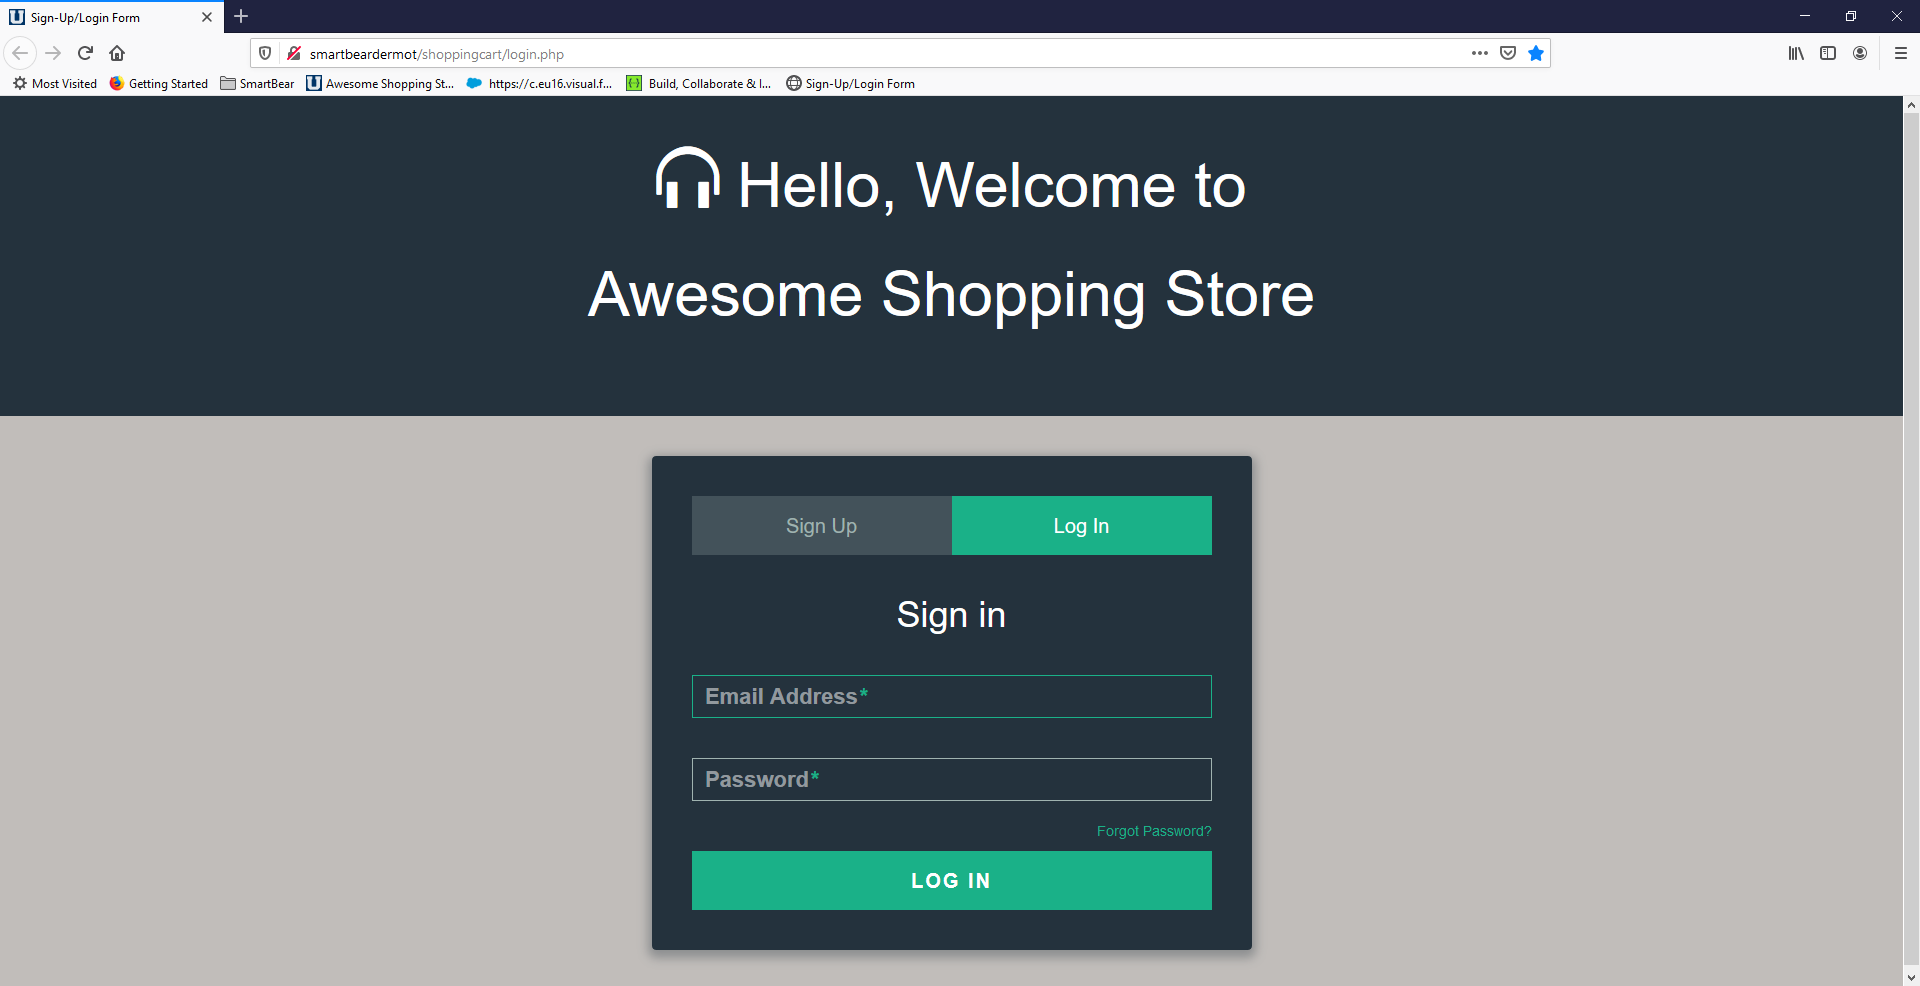 Sign-Up/Login Form
smartbeardermot/shoppingcart/login.php
Most Visited Getting Started SmartBear Awesome Shopping St... https://c.eu16.visual.f... Build, Collaborate & I... Sign-Up/Login Form
Hello, Welcome to
Awesome Shopping Store
Sign Up Log In
Sign in
Email Address*
Password*
Forgot Password?
LOG IN